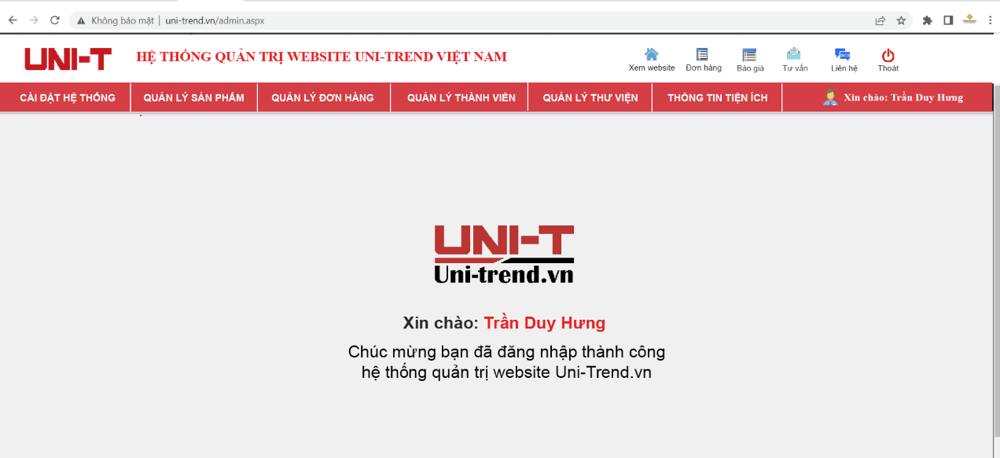 Không bảo mật | uni-trend.vn/admin.aspx
UNI-T
HỆ THỐNG QUẢN TRỊ WEBSITE UNI-TREND VIỆT NAM
Xem website Đơn hàng Báo giá Tư vấn Liên hệ Thoát
CÀI ĐẶT HỆ THỐNG QUẢN LÝ SẢN PHẨM QUẢN LÝ ĐƠN HÀNG QUẢN LÝ THÀNH VIÊN QUẢN LÝ THƯ VIỆN THÔNG TIN TIỆN ÍCH Xin chào: Trần Duy Hưng
UNI-T
Uni-trend.vn
Xin chào: Trần Duy Hưng
Chúc mừng bạn đã đăng nhập thành công
hệ thống quản trị website Uni-Trend.vn